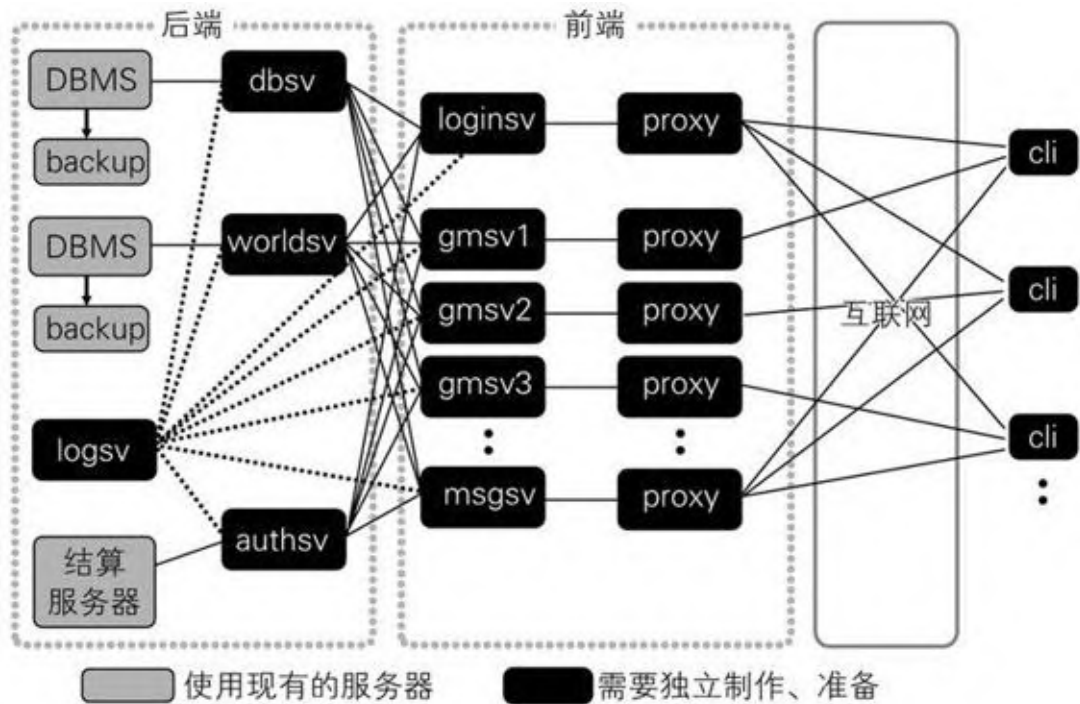 后端
前端
DBMS
dbsv
backup
loginsv
proxy
cli
DBMS
worldsv
gmsv1
proxy
backup
gmsv2
proxy
cli
互联网
gmsv3
proxy
logsv
cli
msgsv
proxy
authsv
结算
服务器
使用现有的服务器
需要独立制作、准备